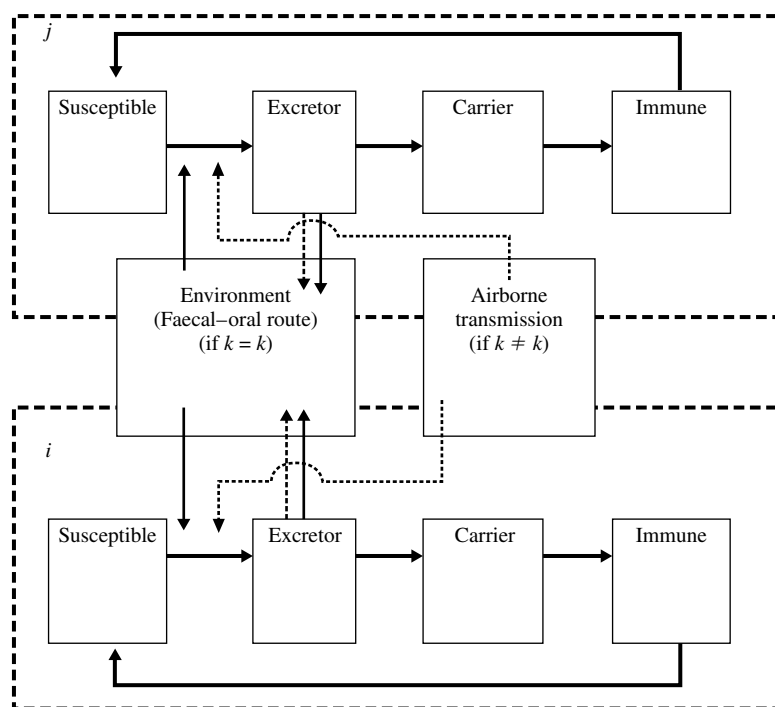 j
Susceptible
Excretor
Carrier
Immune
Environment
(Faecal–oral route)
(if k = k)
Airborne
transmission
(if k ≠ k)
i
Susceptible
Excretor
Carrier
Immune